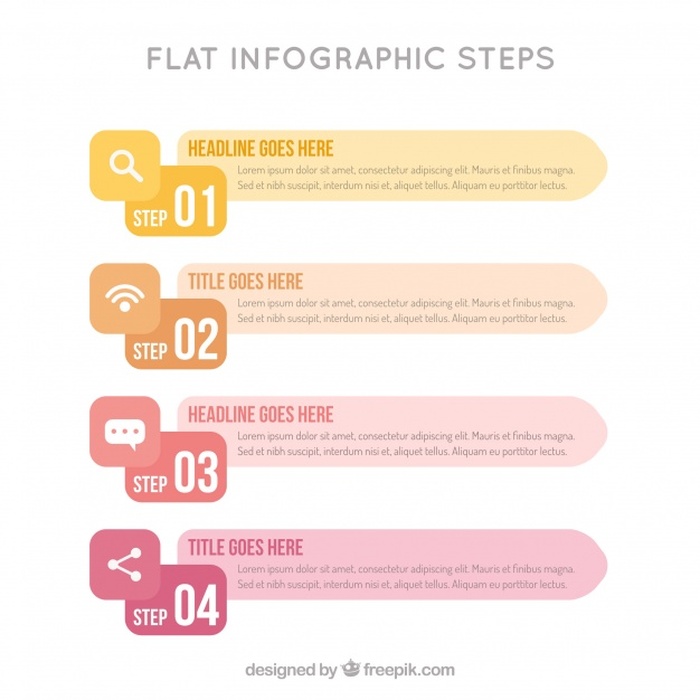 FLAT INFOGRAPHIC STEPS
HEADLINE GOES HERE
Lorem ipsum dolor sit amet, consectetur adipiscing elit. Mauris et finibus magna.
Sed et nibh suscipit, interdum nisi et, aliquet tellus. Aliquam eu porttitor lectus.
STEP 01
TITLE GOES HERE
Lorem ipsum dolor sit amet, consectetur adipiscing elit. Mauris et finibus magna.
Sed et nibh suscipit, interdum nisi et, aliquet tellus. Aliquam eu porttitor lectus.
STEP 02
HEADLINE GOES HERE
Lorem ipsum dolor sit amet, consectetur adipiscing elit. Mauris et finibus magna.
Sed et nibh suscipit, interdum nisi et, aliquet tellus. Aliquam eu porttitor lectus.
STEP 03
TITLE GOES HERE
Lorem ipsum dolor sit amet, consectetur adipiscing elit. Mauris et finibus magna.
Sed et nibh suscipit, interdum nisi et, aliquet tellus. Aliquam eu porttitor lectus.
STEP 04
designed by freepik.com